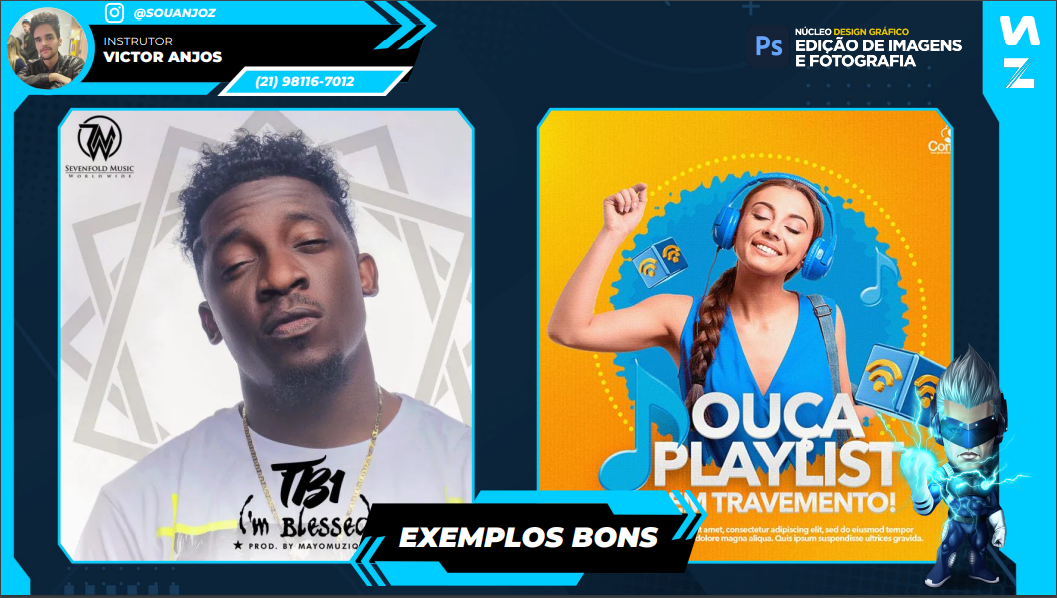 @SOUANJOZ
INSTRUTOR
VICTOR ANJOS
(21) 98116-7012
Ps
NÚCLEO DESIGN GRÁFICO
EDIÇÃO DE IMAGENS
E FOTOGRAFIA
SEVENFOLD MUSIC
WORLDWIDE
TB1
I'm Blessed
★ PROD. BY MAYOMUZIQ
OUÇA
PLAYLIST
TRAVEMENTO!
amet, consectetur adipiscing elit, sed do eiusmod tempor
dolore magna aliqua. Quis ipsum suspendisse ultrices gravida.
EXEMPLOS BONS